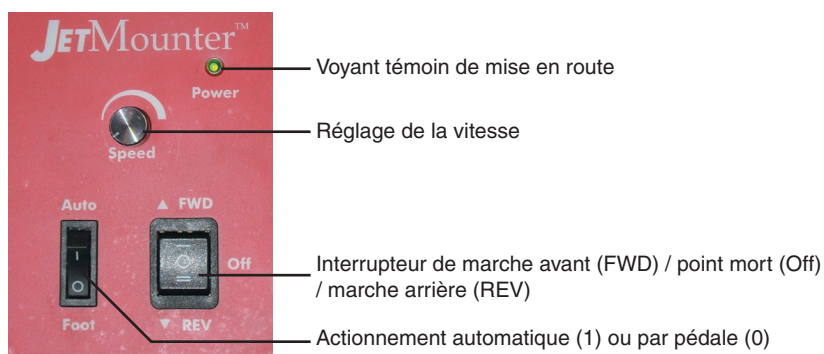 JETMounter™
Voyant témoin de mise en route
Power
Réglage de la vitesse
Speed
Auto
▲ FWD
Off
Interrupteur de marche avant (FWD) / point mort (Off)
/ marche arrière (REV)
Foot
▼ REV
Actionnement automatique (1) ou par pédale (0)